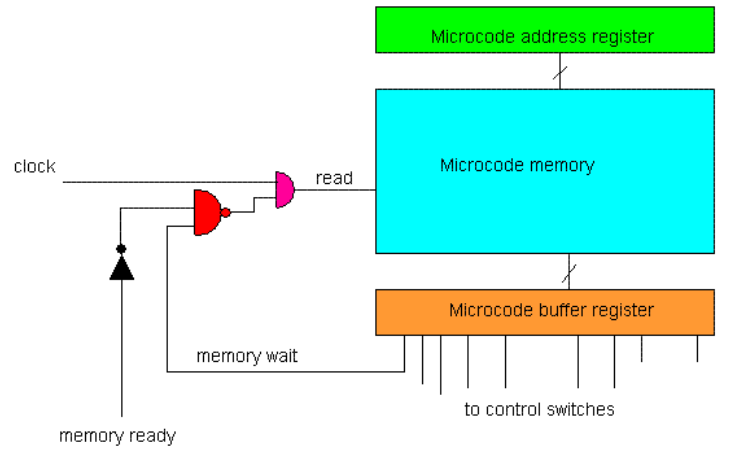 Microcode address register
clock
read
Microcode memory
Microcode buffer register
memory wait
to control switches
memory ready